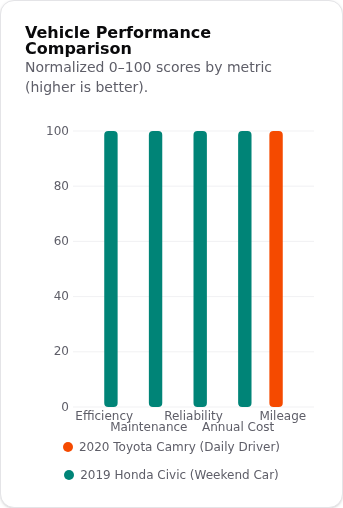 Vehicle Performance
Comparison
Normalized 0–100 scores by metric
(higher is better).
100
80
60
40
20
0
Efficiency
Maintenance
Reliability
Annual Cost
Mileage
2020 Toyota Camry (Daily Driver)
2019 Honda Civic (Weekend Car)